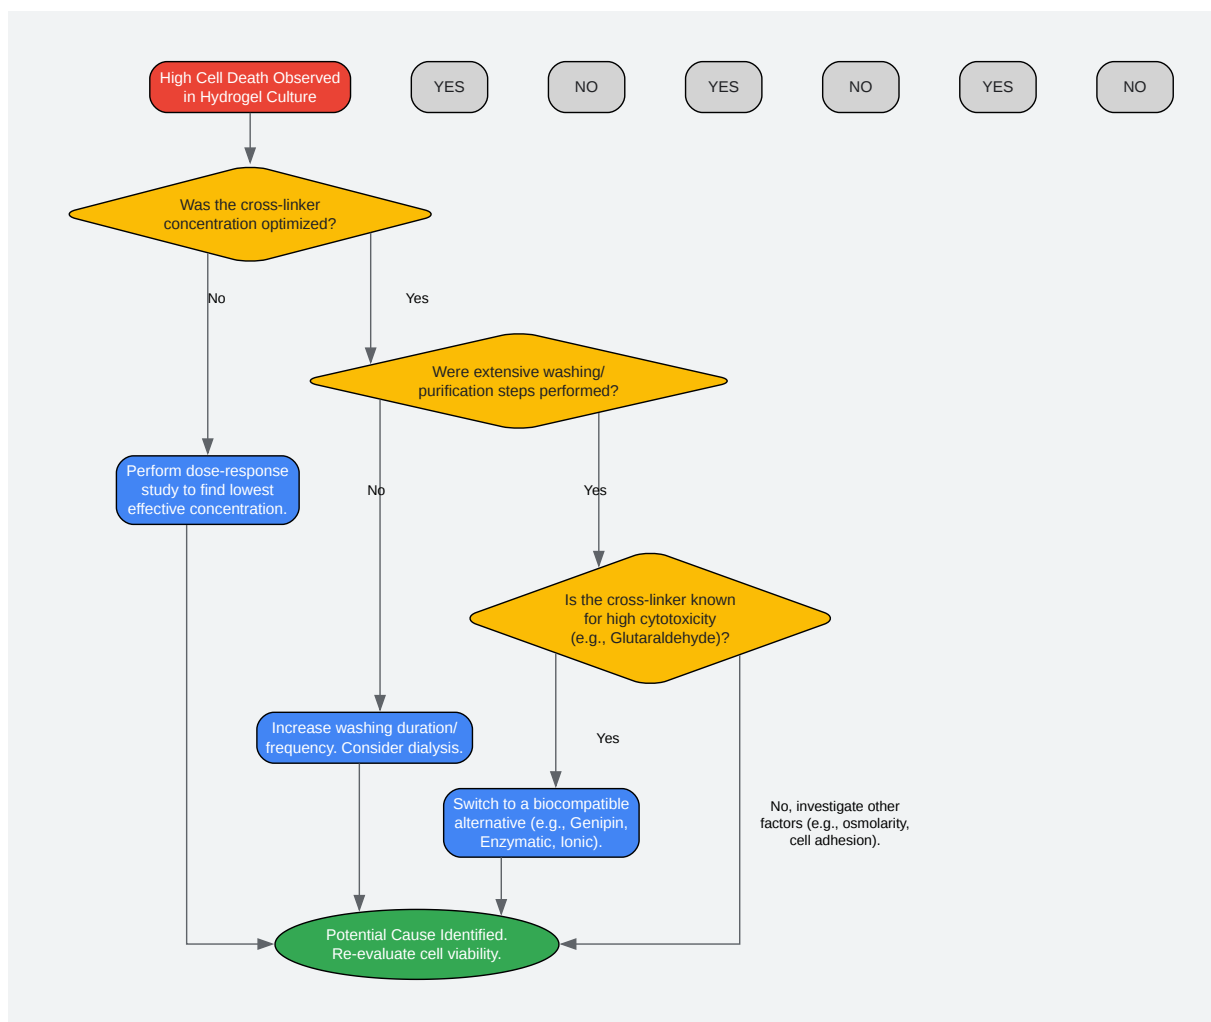 High Cell Death Observed
in Hydrogel Culture
YES
NO
YES
NO
YES
NO
Was the cross-linker
concentration optimized?
No
Yes
Were extensive washing/
purification steps performed?
Perform dose-response
study to find lowest
effective concentration.
No
Yes
Is the cross-linker known
for high cytotoxicity
(e.g., Glutaraldehyde)?
Increase washing duration/
frequency. Consider dialysis.
Yes
Switch to a biocompatible
alternative (e.g., Genipin,
Enzymatic, Ionic).
No, investigate other
factors (e.g., osmolarity,
cell adhesion).
Potential Cause Identified.
Re-evaluate cell viability.